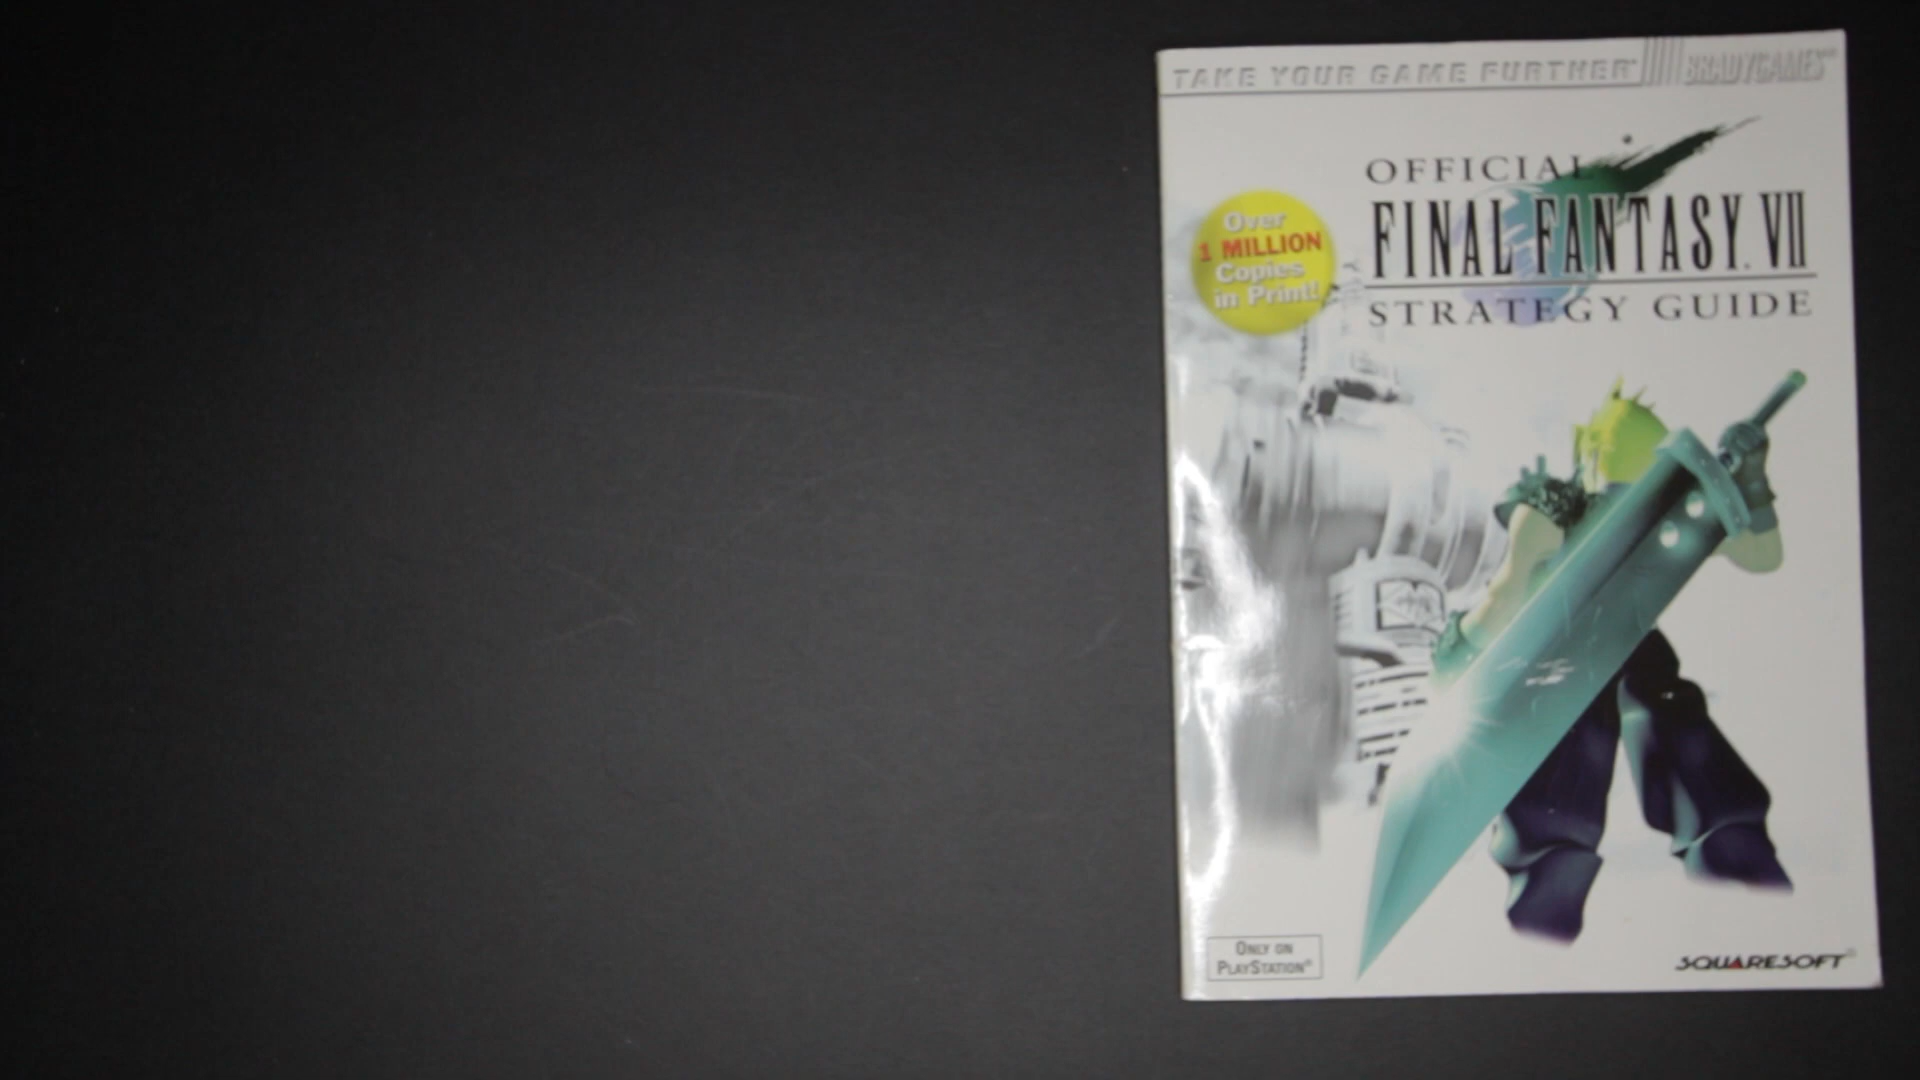 TAKE YOUR GAME FURTHER®
BRADYGAMES
OFFICIAL
FINAL FANTASY. VII
STRATEGY GUIDE
Over
1 MILLION
Copies
in Print!
ONLY ON
PLAYSTATION®
SQUARESOFT